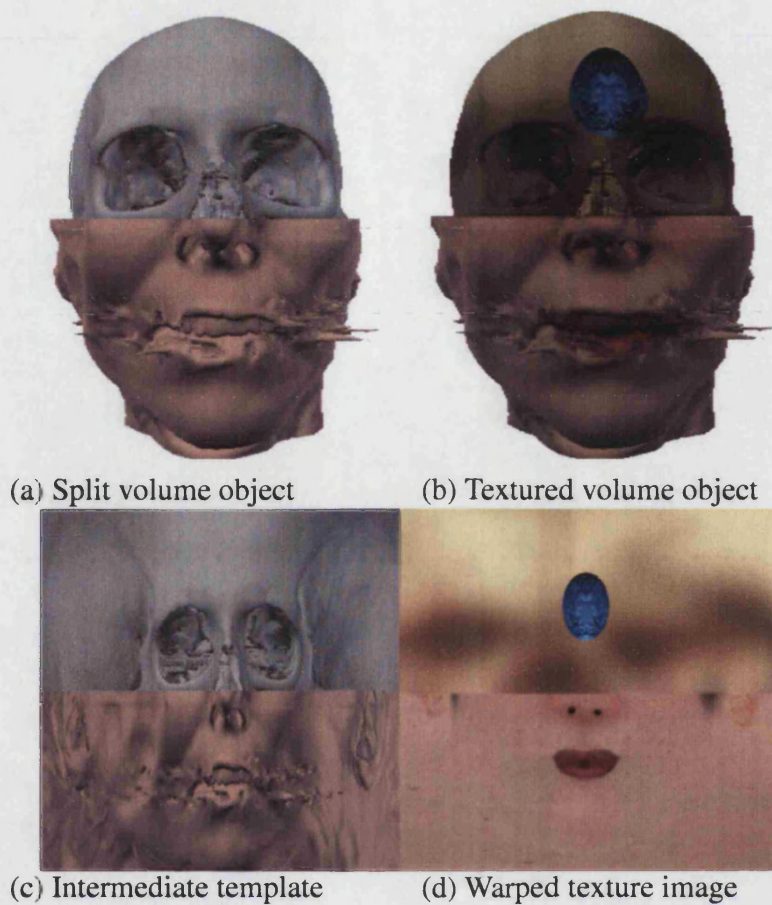 (a) Split volume object
(b) Textured volume object
(c) Intermediate template
(d) Warped texture image